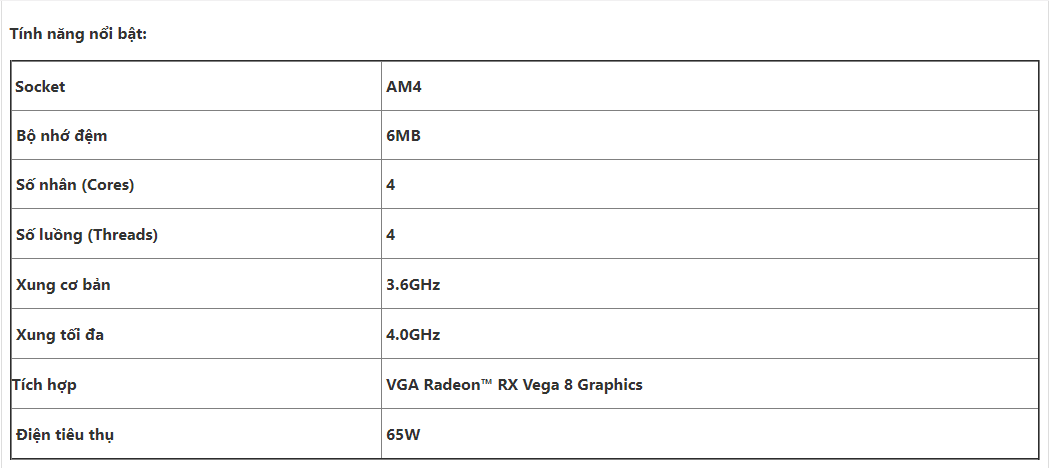 Tính năng nổi bật:
Socket AM4
Bộ nhớ đệm 6MB
Số nhân (Cores) 4
Số luồng (Threads) 4
Xung cơ bản 3.6GHz
Xung tối đa 4.0GHz
Tích hợp VGA Radeon™ RX Vega 8 Graphics
Điện tiêu thụ 65W